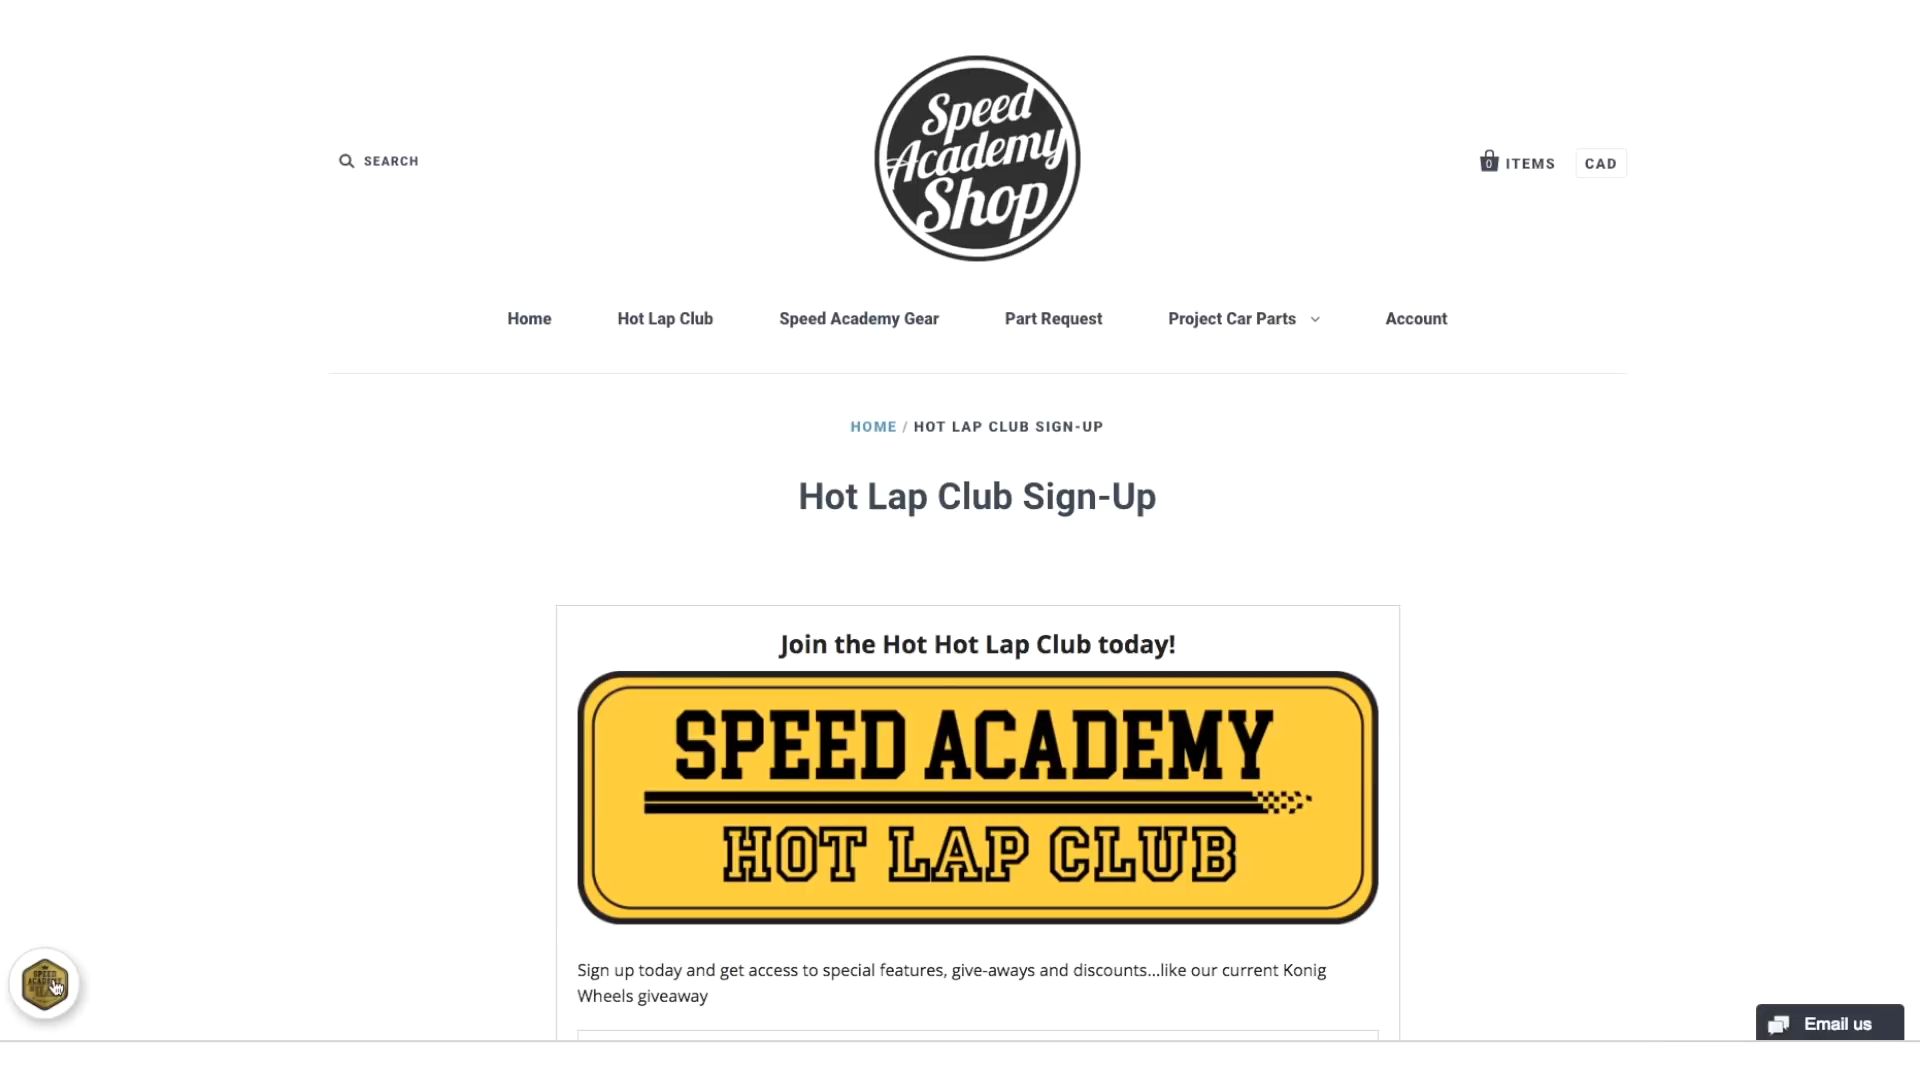 Speed
Academy
Shop
SEARCH
0 ITEMS CAD
Home Hot Lap Club Speed Academy Gear Part Request Project Car Parts Account
HOME / HOT LAP CLUB SIGN-UP
Hot Lap Club Sign-Up
Join the Hot Hot Lap Club today!
SPEED ACADEMY
HOT LAP CLUB
Sign up today and get access to special features, give-aways and discounts...like our current Konig
Wheels giveaway
SPEED
Email us